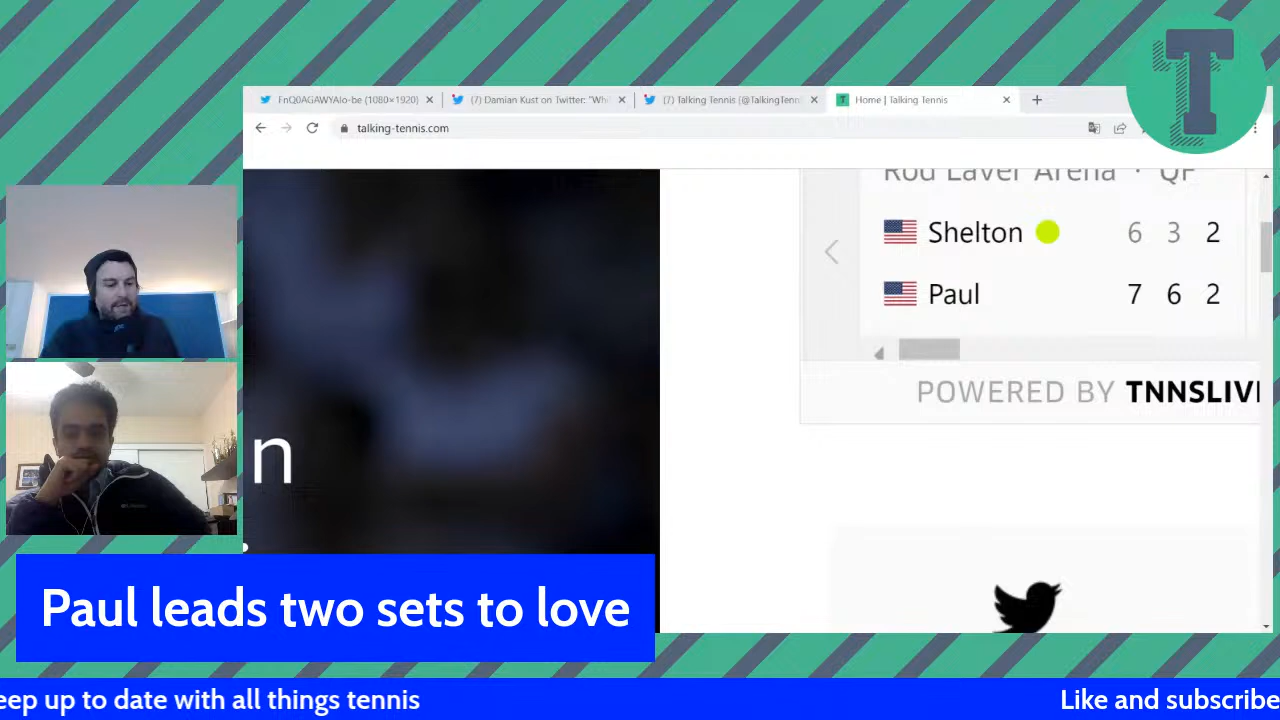 T
FnQ0AGAWYAIo-be (1080×1920)
(7) Damian Kust on Twitter: "Whi
(7) Talking Tennis (@TalkingTenn
Home | Talking Tennis
talking-tennis.com
Rod Laver Arena · QF
Shelton 6 3 2
Paul 7 6 2
POWERED BY TNNSLIV
n
Paul leads two sets to love
eep up to date with all things tennis
Like and subscribe